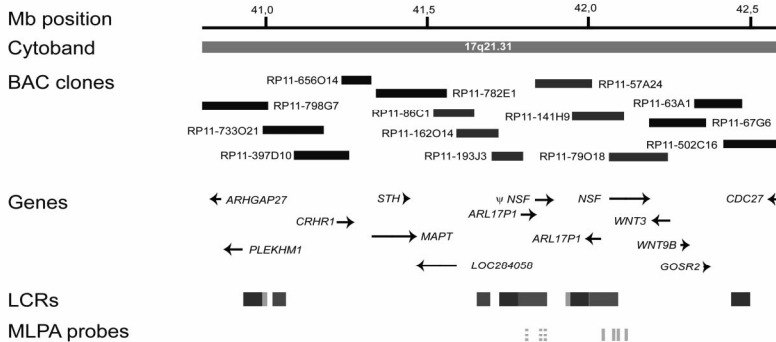 Mb position 41,0 41,5 42,0 42,5
Cytoband 17q21.31
BAC clones
RP11-656O14 RP11-57A24
RP11-782E1
RP11-798G7 RP11-63A1
RP11-86C1 RP11-141H9
RP11-67G6
RP11-733O21 RP11-162O14
RP11-502C16
RP11-397D10 RP11-193J3 RP11-79O18
Genes
ARHGAP27 STH ψ NSF NSF CDC27
CRHR1 ARL17P1 WNT3
MAPT ARL17P1
PLEKHM1 WNT9B
LOC284058 GOSR2
LCRs
MLPA probes